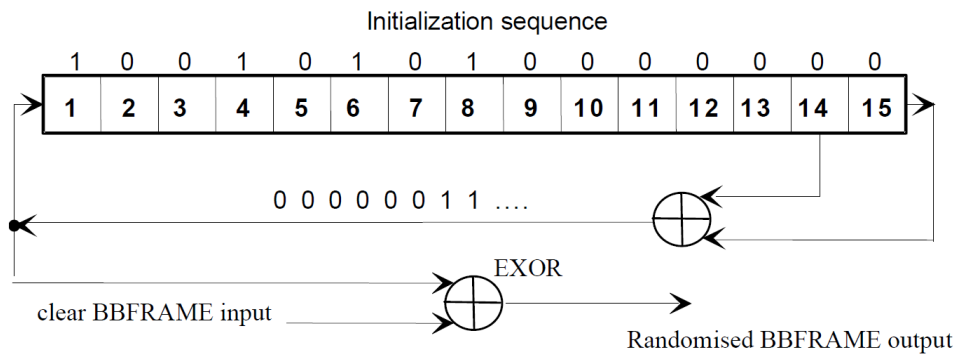 Initialization sequence
1 0 0 1 0 1 0 1 0 0 0 0 0 0 0
1 2 3 4 5 6 7 8 9 10 11 12 13 14 15
0 0 0 0 0 0 1 1 ....
EXOR
clear BBFRAME input
Randomised BBFRAME output